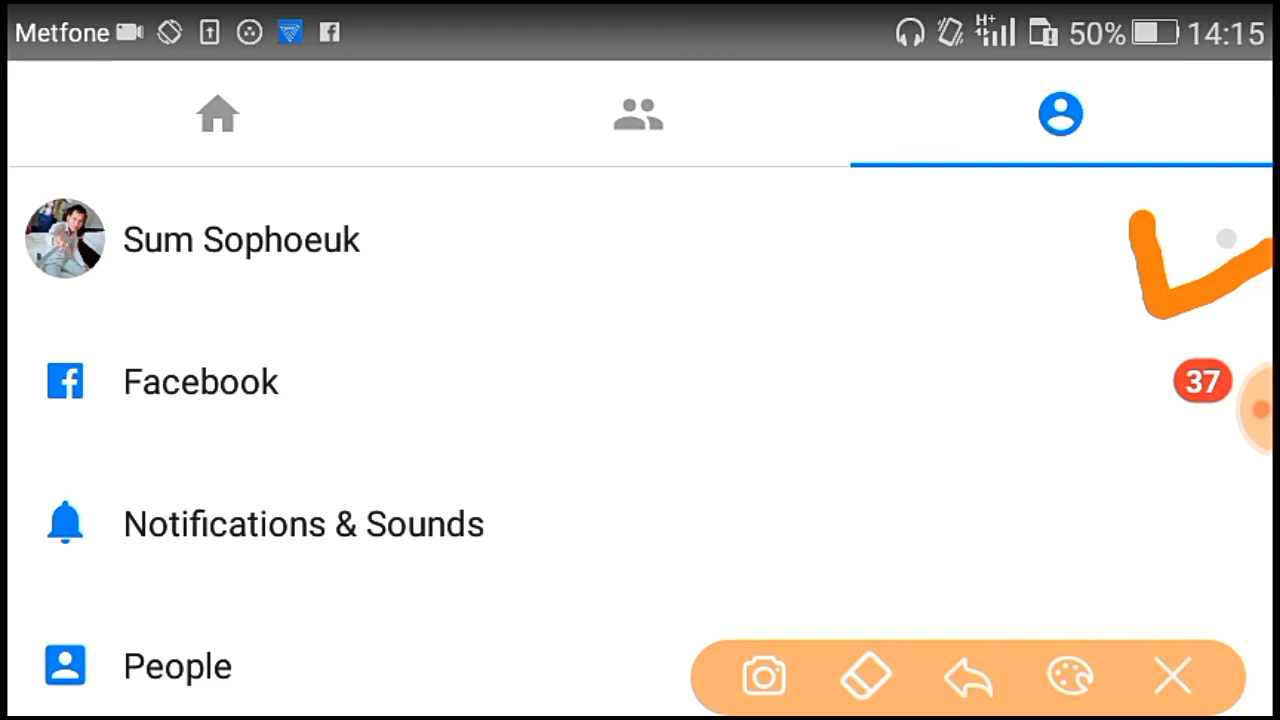 Metfone 50% 14:15
Sum Sophoeuk
Facebook 37
Notifications & Sounds
People